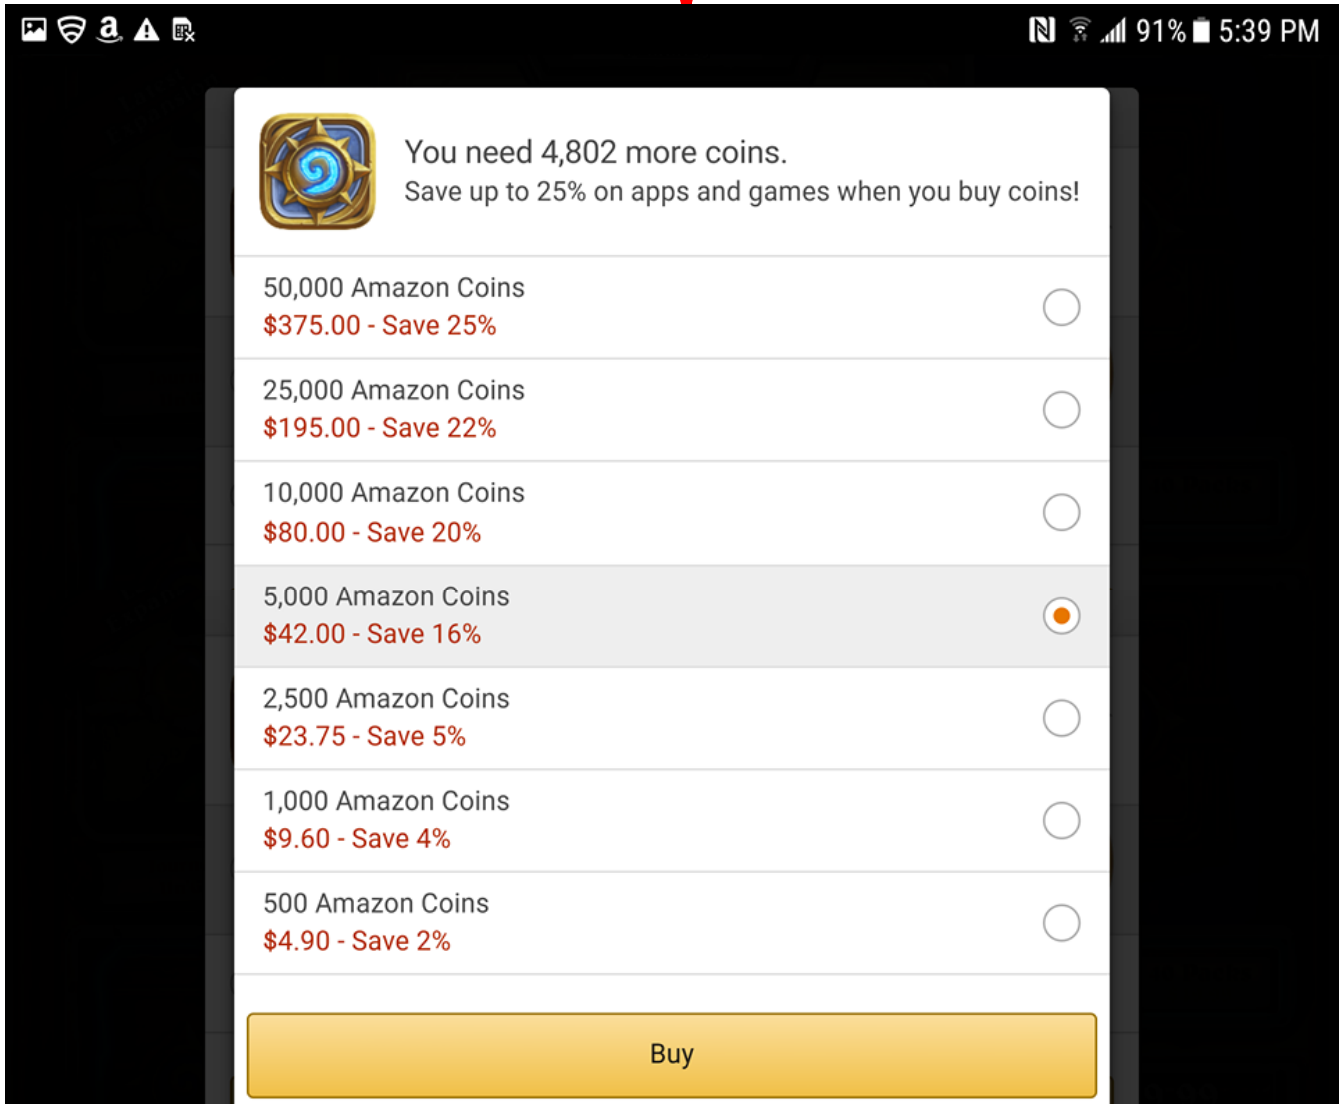 91% 5:39 PM
You need 4,802 more coins.
Save up to 25% on apps and games when you buy coins!
50,000 Amazon Coins
$375.00 - Save 25%
25,000 Amazon Coins
$195.00 - Save 22%
10,000 Amazon Coins
$80.00 - Save 20%
5,000 Amazon Coins
$42.00 - Save 16%
2,500 Amazon Coins
$23.75 - Save 5%
1,000 Amazon Coins
$9.60 - Save 4%
500 Amazon Coins
$4.90 - Save 2%
Buy